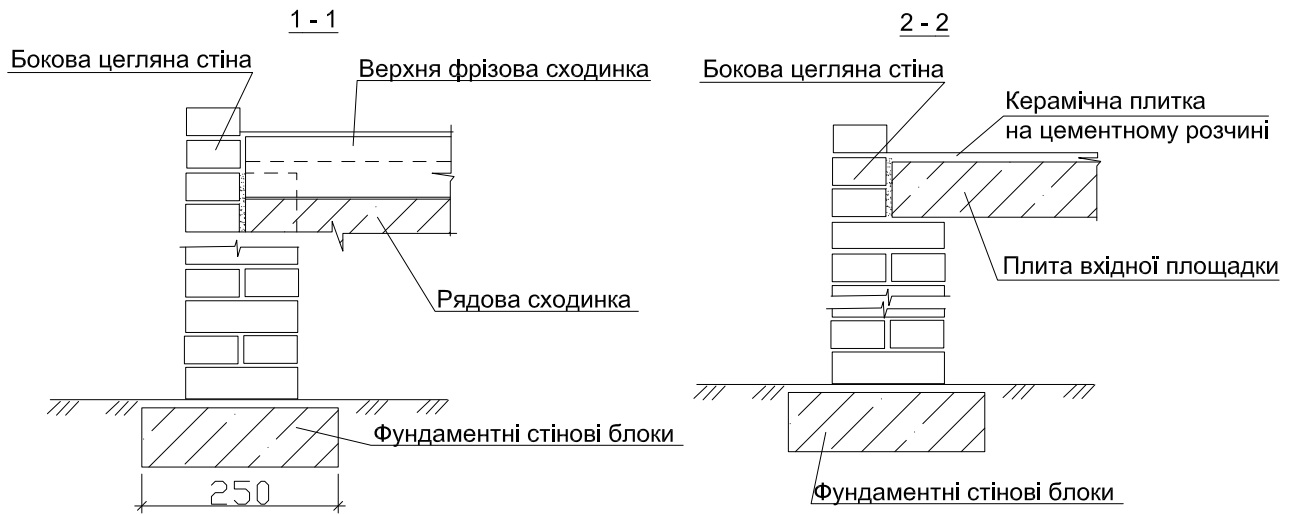 1 - 1
Бокова цегляна стіна
Верхня фрізова сходинка
Рядова сходинка
Фундаментні стінові блоки
250
2 - 2
Бокова цегляна стіна
Керамічна плитка
на цементному розчині
Плита вхідної площадки
Фундаментні стінові блоки